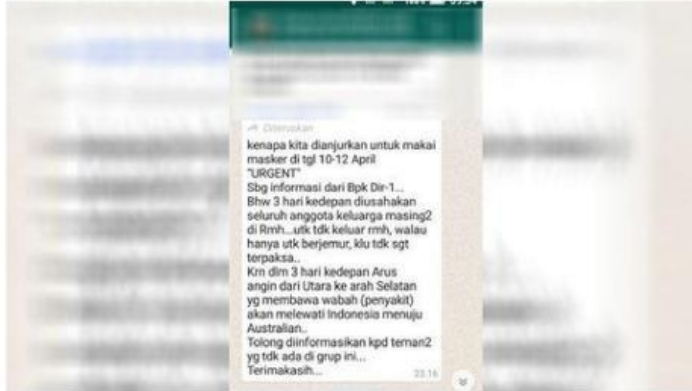 Diteruskan
kenapa kita dianjurkan untuk makai
masker di tgl 10-12 April
"URGENT"
Sbg informasi dari Bpk Dir-1...
Bhw 3 hari kedepan diusahakan
seluruh anggota keluarga masing2
di Rmh...utk tdk keluar rmh, walau
hanya utk berjemur, klu tdk sgt
terpaksa..
Krn dlm 3 hari kedepan Arus
angin dari Utara ke arah Selatan
yg membawa wabah (penyakit)
akan melewati Indonesia menuju
Australian..
Tolong diinformasikan kpd teman2
yg tdk ada di grup ini...
Terimakasih...
23.16